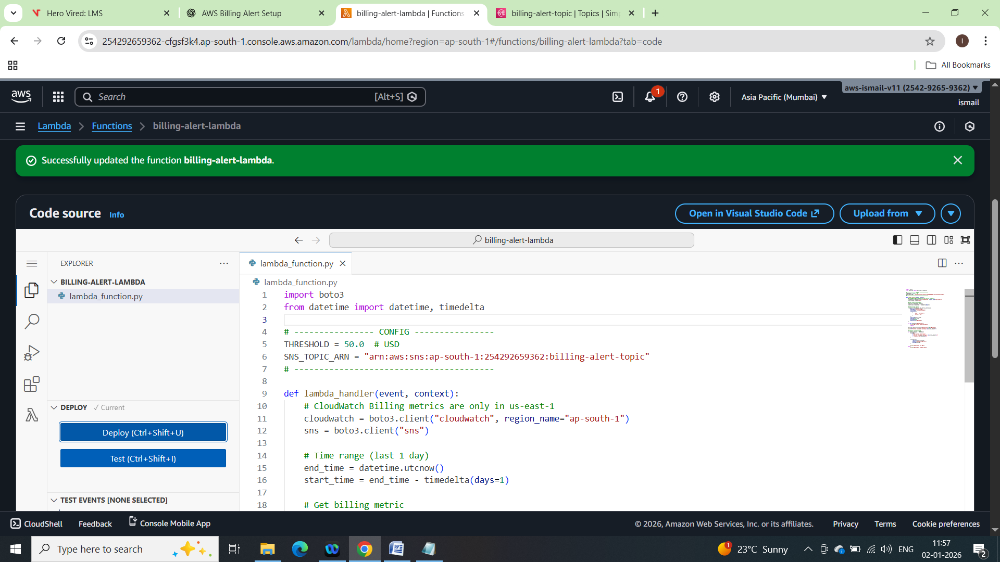 Hero Vired: LMS
AWS Billing Alert Setup
billing-alert-lambda | Functions
billing-alert-topic | Topics | Sim
254292659362-cfgsf3k4.ap-south-1.console.aws.amazon.com/lambda/home?region=ap-south-1#/functions/billing-alert-lambda?tab=code
I
All Bookmarks
aws
Search
[Alt+S]
1
Asia Pacific (Mumbai)
aws-ismail-v11 (2542-9265-9362)
ismail
Lambda
Functions
billing-alert-lambda
Successfully updated the function billing-alert-lambda.
Code source
Info
Open in Visual Studio Code
Upload from
billing-alert-lambda
EXPLORER
BILLING-ALERT-LAMBDA
lambda_function.py
DEPLOY
Current
Deploy (Ctrl+Shift+U)
Test (Ctrl+Shift+I)
TEST EVENTS [NONE SELECTED]
lambda_function.py
lambda_function.py
1 import boto3
2 from datetime import datetime, timedelta
3
4 # ---------------- CONFIG ----------------
5 THRESHOLD = 50.0  # USD
6 SNS_TOPIC_ARN = "arn:aws:sns:ap-south-1:254292659362:billing-alert-topic"
7 # ----------------------------------------
8
9 def lambda_handler(event, context):
10     # CloudWatch Billing metrics are only in us-east-1
11     cloudwatch = boto3.client("cloudwatch", region_name="ap-south-1")
12     sns = boto3.client("sns")
13
14     # Time range (last 1 day)
15     end_time = datetime.utcnow()
16     start_time = end_time - timedelta(days=1)
17
18     # Get billing metric
CloudShell
Feedback
Console Mobile App
© 2026, Amazon Web Services, Inc. or its affiliates.
Privacy
Terms
Cookie preferences
Type here to search
1
23°C Sunny
ENG
11:57
02-01-2026
2